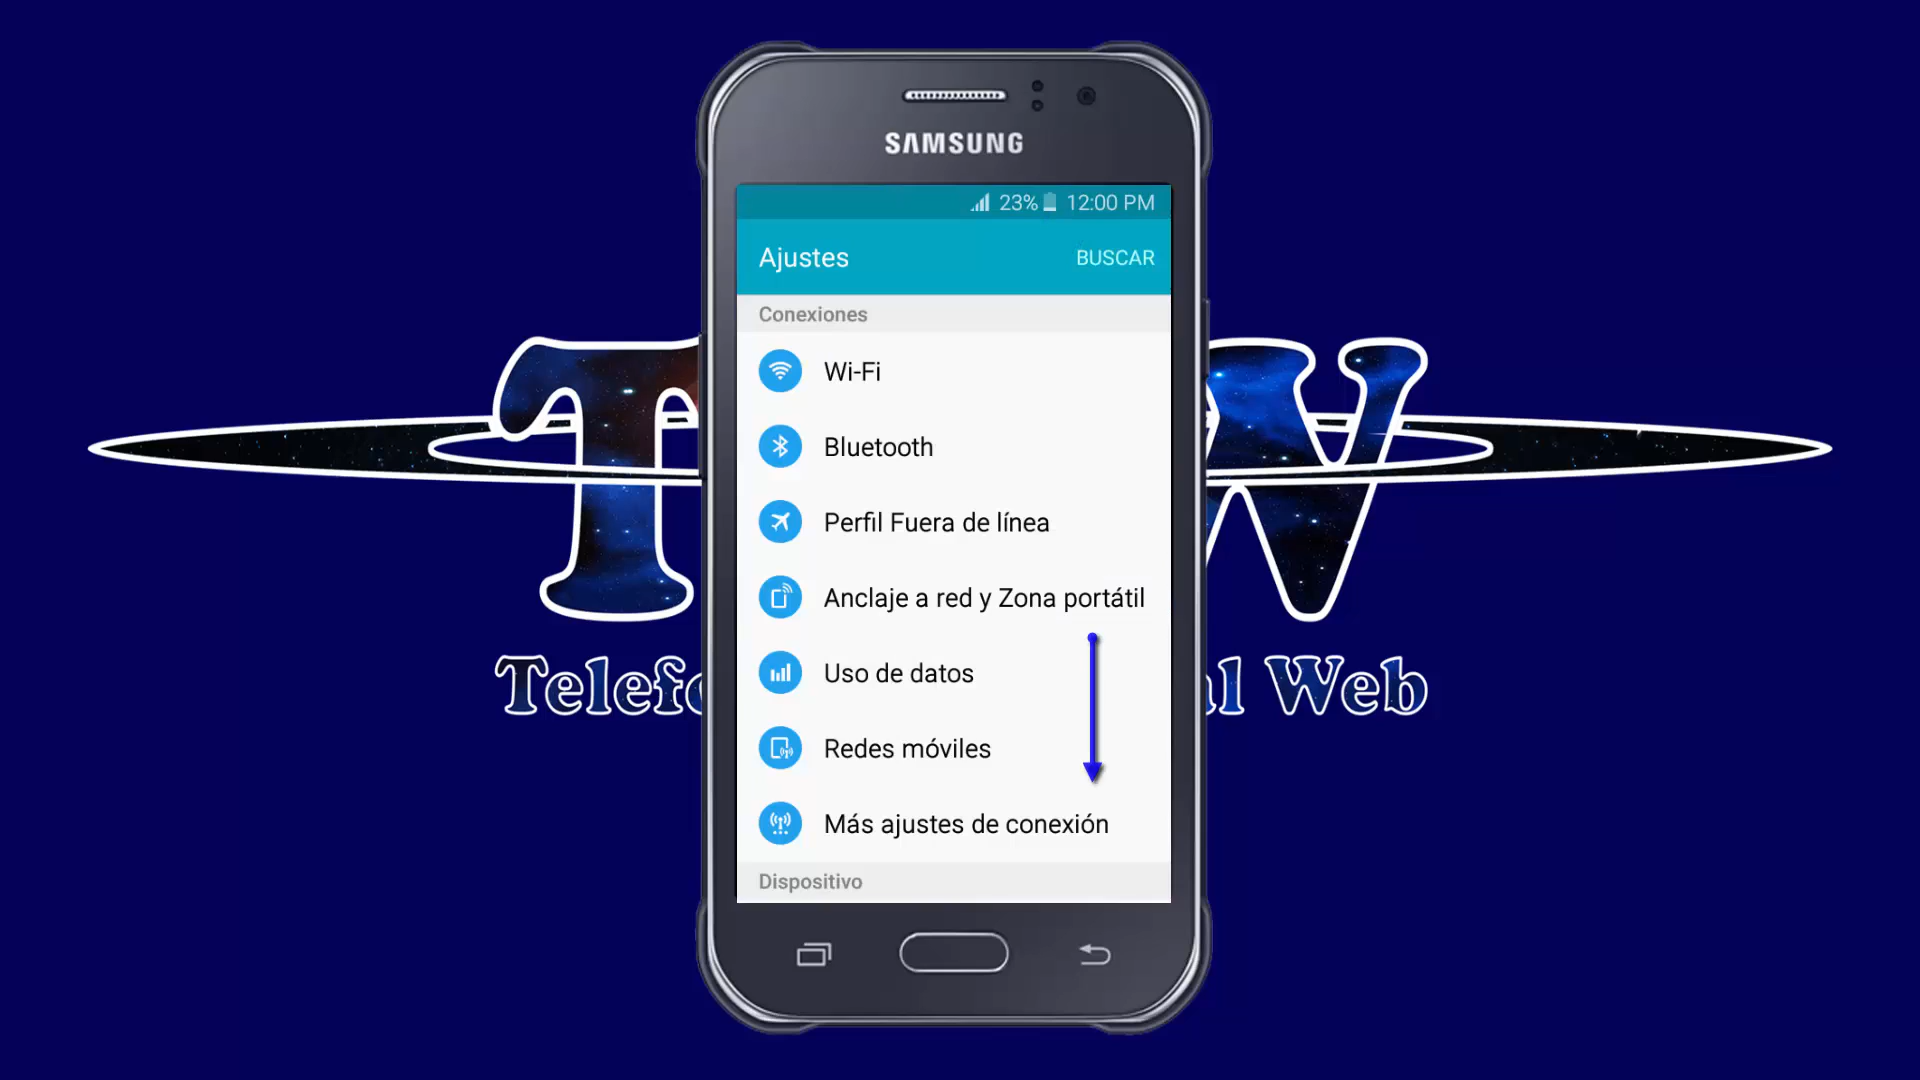 SAMSUNG
23% 12:00 PM
Ajustes BUSCAR
Conexiones
Wi-Fi
Bluetooth
Perfil Fuera de línea
Anclaje a red y Zona portátil
Uso de datos
Redes móviles
Más ajustes de conexión
Dispositivo
T W
Web